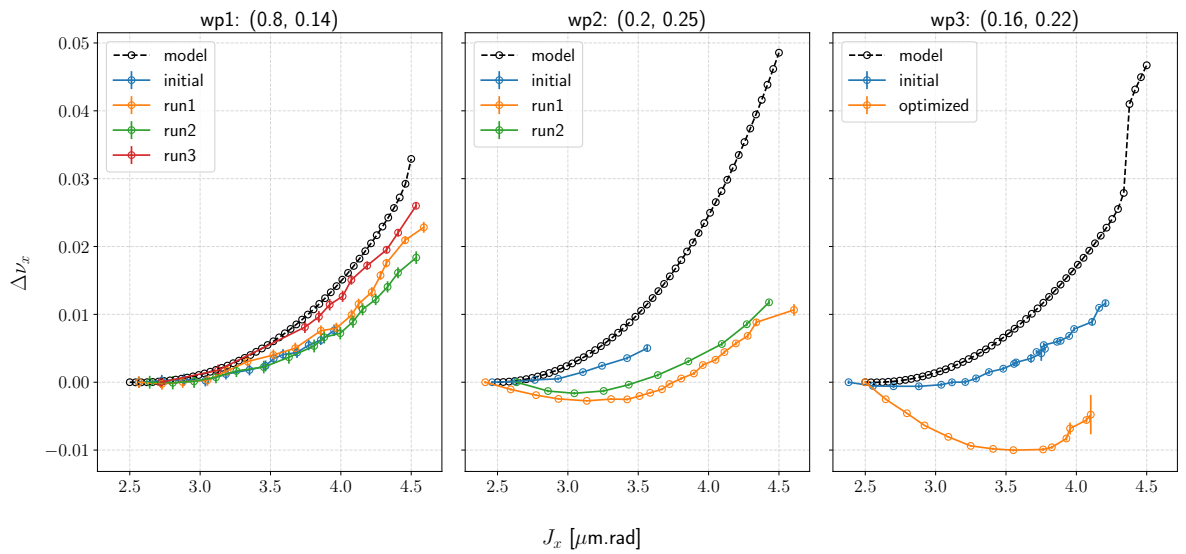 wp1: (0.8, 0.14)
wp2: (0.2, 0.25)
wp3: (0.16, 0.22)
0.05
0.04
0.03
0.02
0.01
0.00
−0.01
Δν_x
model
initial
run1
run2
run3
model
initial
run1
run2
model
initial
optimized
2.5 3.0 3.5 4.0 4.5
2.5 3.0 3.5 4.0 4.5
2.5 3.0 3.5 4.0 4.5
J_x [μm.rad]